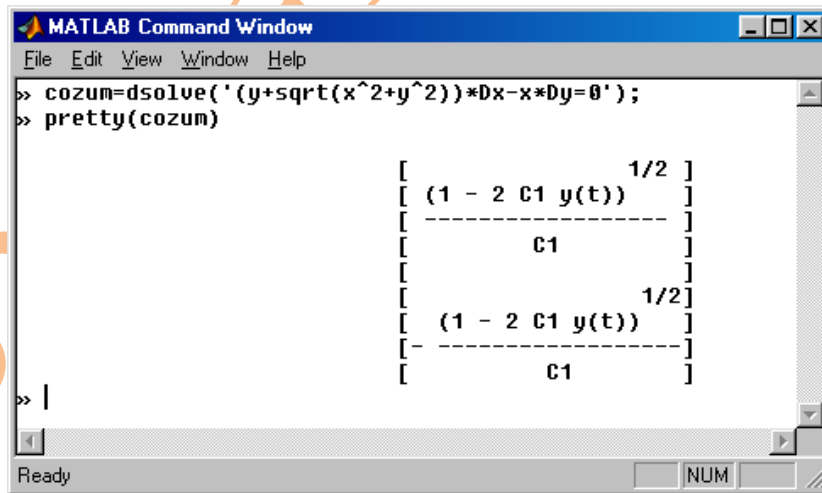 MATLAB Command Window
File Edit View Window Help
» cozum=dsolve('(y+sqrt(x^2+y^2))*Dx-x*Dy=0');
» pretty(cozum)
[ 1/2 ]
[ (1 - 2 C1 y(t)) ]
[ ------------------ ]
[ C1 ]
[ ]
[ 1/2]
[ (1 - 2 C1 y(t)) ]
[- ------------------]
[ C1 ]
» 
Ready NUM